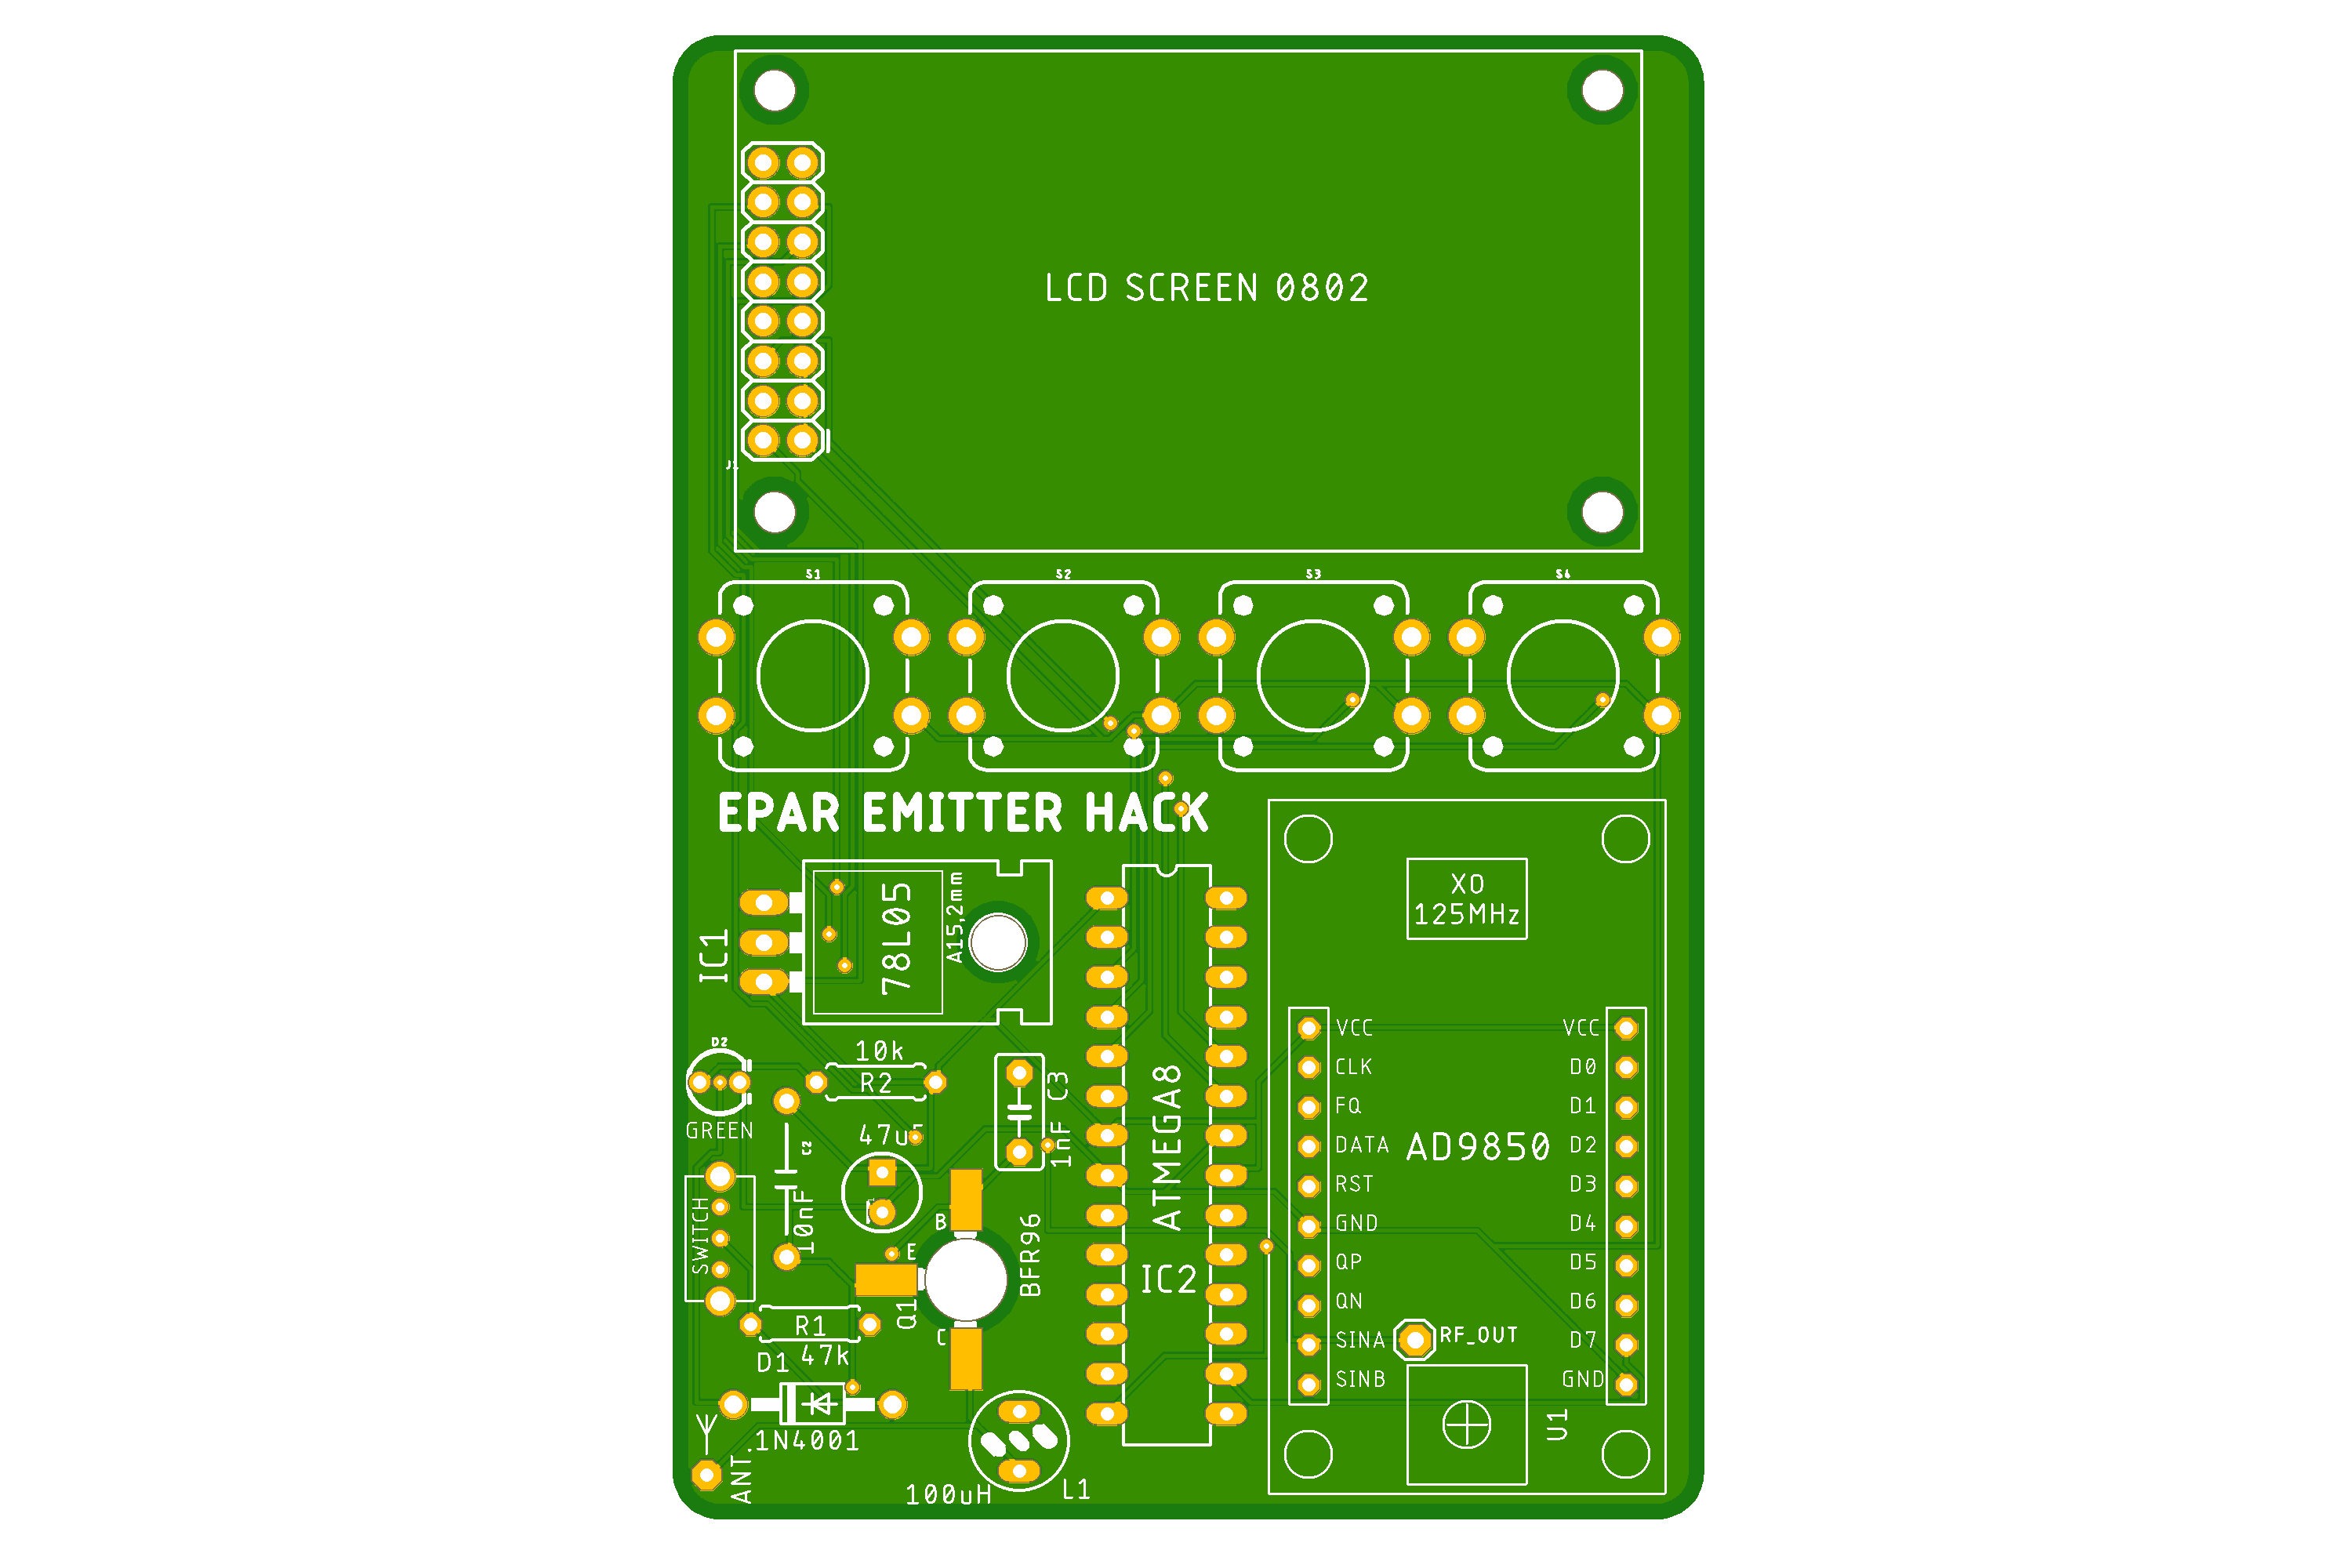 LCD SCREEN 0802
J1
S1
S2
S3
S4
EPAR EMITTER HACK
IC1
78L05
A15,2mm
XO
125MHz
ATMEGA8
IC2
VCC
CLK
FQ
DATA
RST
GND
QP
QN
SINA
SINB
AD9850
VCC
D0
D1
D2
D3
D4
D5
D6
D7
GND
RF_OUT
U1
D2
GREEN
10k
R2
C3
1nF
C2
10nF
SWITCH
B
E
C
Q1
BFR96
R1
47k
D1
1N4001
ANT.
100uH
L1